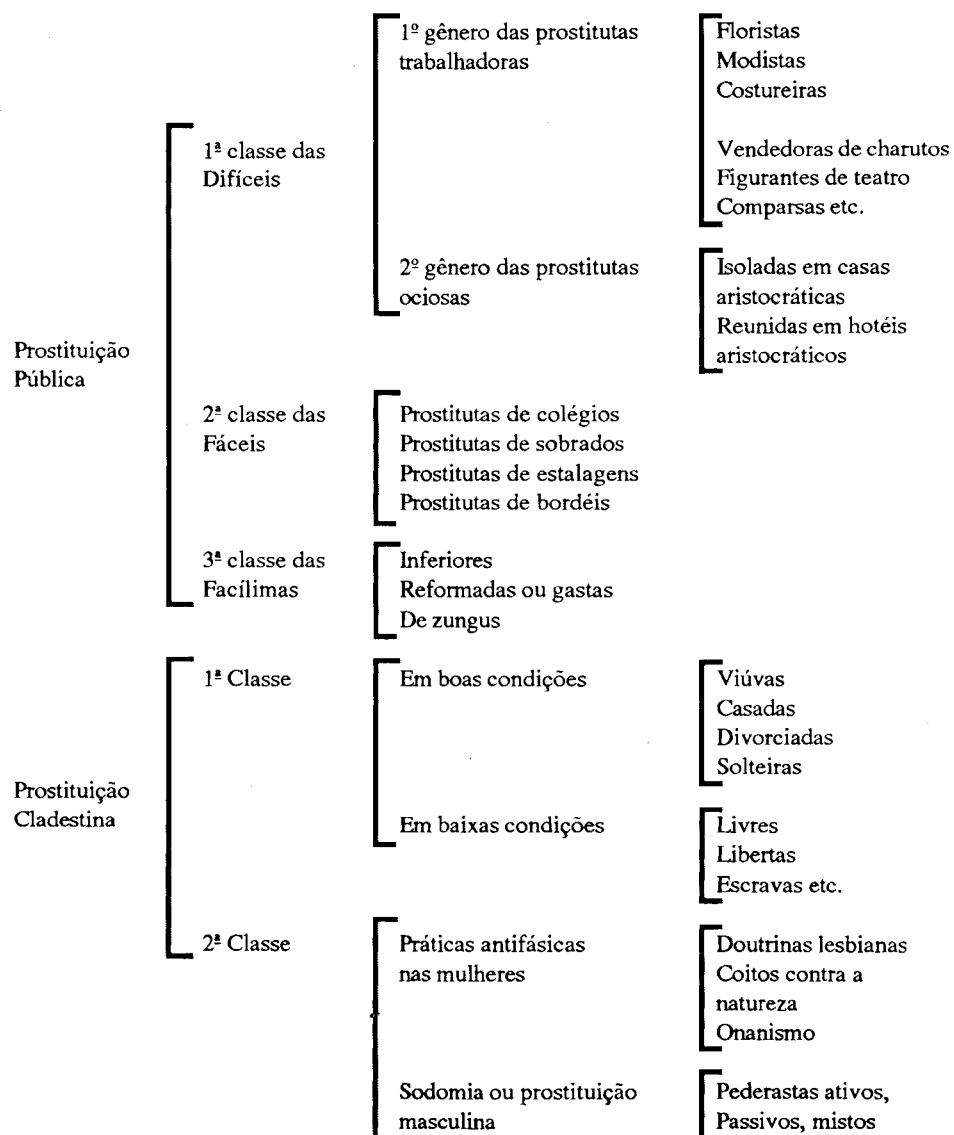 Prostituição
Pública
1ª classe das
Difíceis
1º gênero das prostitutas
trabalhadoras
Floristas
Modistas
Costureiras
Vendedoras de charutos
Figurantes de teatro
Comparsas etc.
2º gênero das prostitutas
ociosas
Isoladas em casas
aristocráticas
Reunidas em hotéis
aristocráticos
2ª classe das
Fáceis
Prostitutas de colégios
Prostitutas de sobrados
Prostitutas de estalagens
Prostitutas de bordéis
3ª classe das
Facílimas
Inferiores
Reformadas ou gastas
De zungus
Prostituição
Cladestina
1ª Classe
Em boas condições
Viúvas
Casadas
Divorciadas
Solteiras
Em baixas condições
Livres
Libertas
Escravas etc.
2ª Classe
Práticas antifásicas
nas mulheres
Doutrinas lesbianas
Coitos contra a
natureza
Onanismo
Sodomia ou prostituição
masculina
Pederastas ativos,
Passivos, mistos